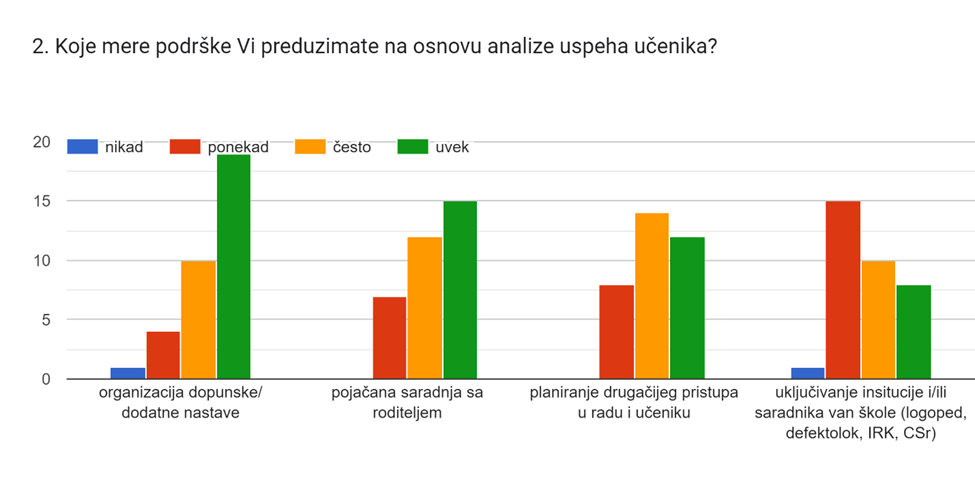 2. Koje mere podrške Vi preduzimate na osnovu analize uspeha učenika?
20
nikad
ponekad
često
uvek
15
10
5
0
organizacija dopunske/
dodatne nastave
pojačana saradnja sa
roditeljem
planiranje drugačijeg pristupa
u radu i učeniku
uključivanje insitucije i/ili
saradnika van škole (logoped,
defektolok, IRK, CSr)